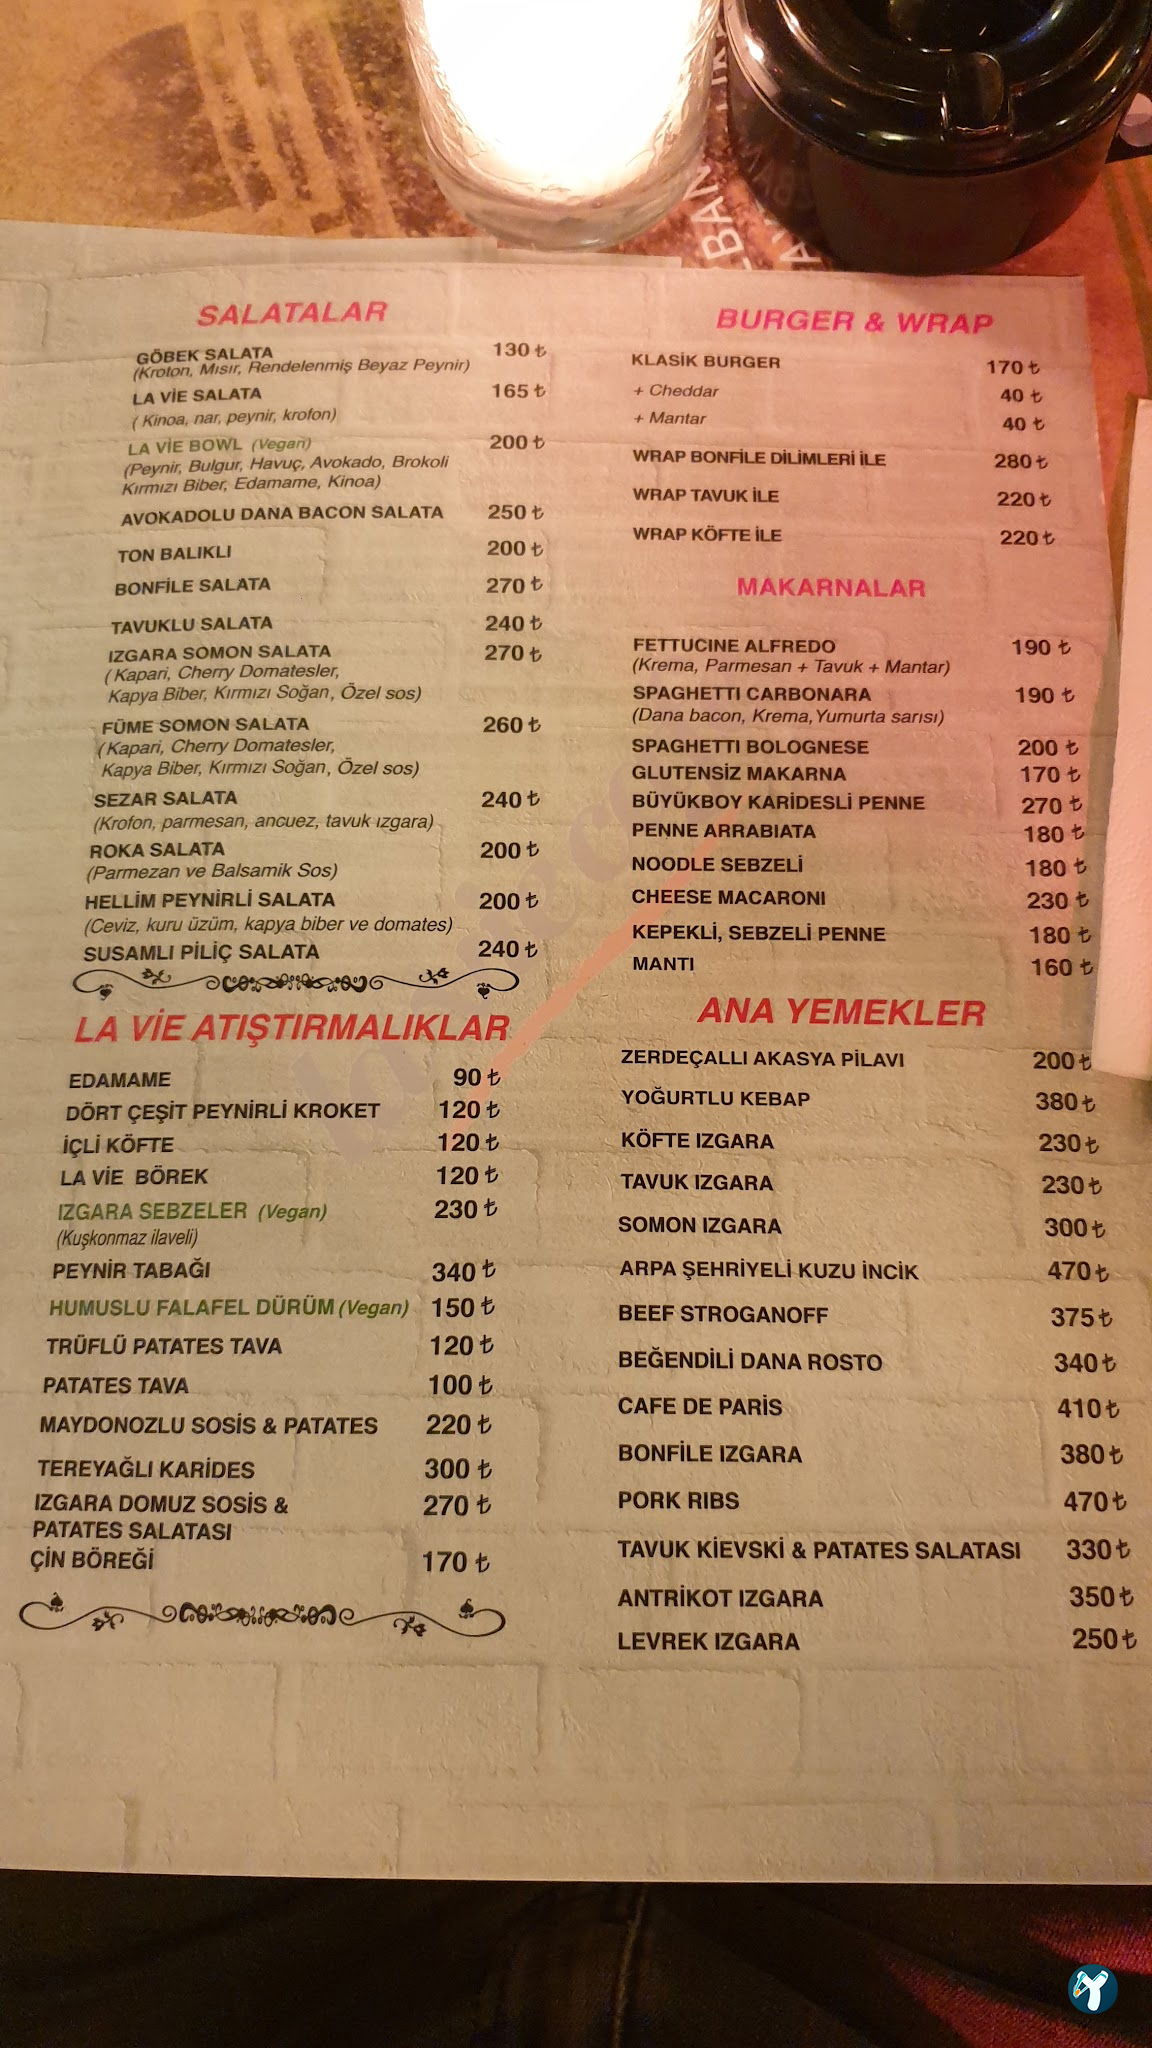 SALATALAR
GÖBEK SALATA 130 ₺
(Kroton, Mısır, Rendelenmiş Beyaz Peynir)
LA VİE SALATA 165 ₺
( Kinoa, nar, peynir, krofon)
LA VİE BOWL (Vegan) 200 ₺
(Peynir, Bulgur, Havuç, Avokado, Brokoli
Kırmızı Biber, Edamame, Kinoa)
AVOKADOLU DANA BACON SALATA 250 ₺
TON BALIKLI 200 ₺
BONFİLE SALATA 270 ₺
TAVUKLU SALATA 240 ₺
IZGARA SOMON SALATA 270 ₺
( Kapari, Cherry Domatesler,
Kapya Biber, Kırmızı Soğan, Özel sos)
FÜME SOMON SALATA 260 ₺
( Kapari, Cherry Domatesler,
Kapya Biber, Kırmızı Soğan, Özel sos)
SEZAR SALATA 240 ₺
(Krofon, parmesan, ancuez, tavuk ızgara)
ROKA SALATA 200 ₺
(Parmezan ve Balsamik Sos)
HELLİM PEYNİRLİ SALATA 200 ₺
(Ceviz, kuru üzüm, kapya biber ve domates)
SUSAMLI PİLİÇ SALATA 240 ₺
LA VİE ATIŞTIRMALIKLAR
EDAMAME 90 ₺
DÖRT ÇEŞİT PEYNİRLİ KROKET 120 ₺
İÇLİ KÖFTE 120 ₺
LA VİE BÖREK 120 ₺
IZGARA SEBZELER (Vegan) 230 ₺
(Kuşkonmaz ilaveli)
PEYNİR TABAĞI 340 ₺
HUMUSLU FALAFEL DÜRÜM (Vegan) 150 ₺
TRÜFLÜ PATATES TAVA 120 ₺
PATATES TAVA 100 ₺
MAYDONOZLU SOSİS & PATATES 220 ₺
TEREYAĞLI KARİDES 300 ₺
IZGARA DOMUZ SOSİS & 270 ₺
PATATES SALATASI
ÇİN BÖREĞİ 170 ₺
BURGER & WRAP
KLASİK BURGER 170 ₺
+ Cheddar 40 ₺
+ Mantar 40 ₺
WRAP BONFİLE DİLİMLERİ İLE 280 ₺
WRAP TAVUK İLE 220 ₺
WRAP KÖFTE İLE 220 ₺
MAKARNALAR
FETTUCINE ALFREDO 190 ₺
(Krema, Parmesan + Tavuk + Mantar)
SPAGHETTI CARBONARA 190 ₺
(Dana bacon, Krema,Yumurta sarısı)
SPAGHETTI BOLOGNESE 200 ₺
GLUTENSİZ MAKARNA 170 ₺
BÜYÜKBOY KARİDESLİ PENNE 270 ₺
PENNE ARRABIATA 180 ₺
NOODLE SEBZELİ 180 ₺
CHEESE MACARONI 230 ₺
KEPEKLİ, SEBZELİ PENNE 180 ₺
MANTI 160 ₺
ANA YEMEKLER
ZERDEÇALLI AKASYA PİLAVI 200 ₺
YOĞURTLU KEBAP 380 ₺
KÖFTE IZGARA 230 ₺
TAVUK IZGARA 230 ₺
SOMON IZGARA 300 ₺
ARPA ŞEHRİYELİ KUZU İNCİK 470 ₺
BEEF STROGANOFF 375 ₺
BEĞENDİLİ DANA ROSTO 340 ₺
CAFE DE PARİS 410 ₺
BONFİLE IZGARA 380 ₺
PORK RIBS 470 ₺
TAVUK KİEVSKİ & PATATES SALATASI 330 ₺
ANTRİKOT IZGARA 350 ₺
LEVREK IZGARA 250 ₺